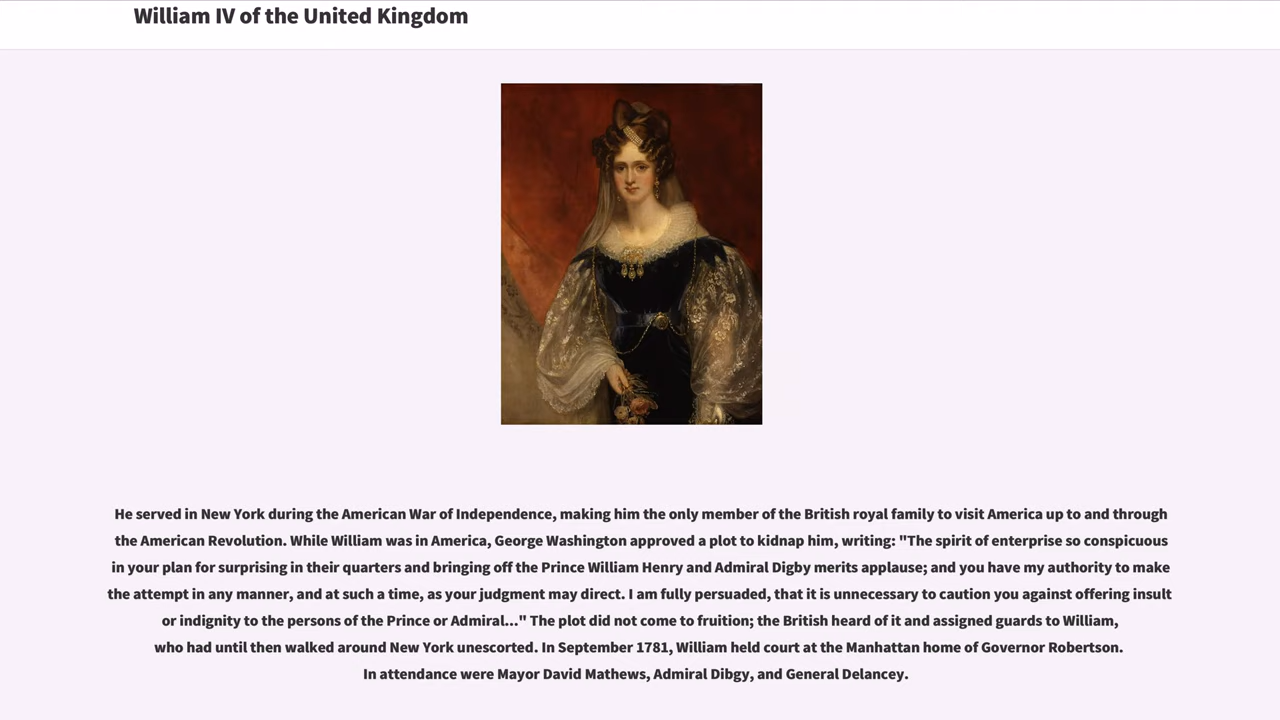 William IV of the United Kingdom
He served in New York during the American War of Independence, making him the only member of the British royal family to visit America up to and through
the American Revolution. While William was in America, George Washington approved a plot to kidnap him, writing: "The spirit of enterprise so conspicuous
in your plan for surprising in their quarters and bringing off the Prince William Henry and Admiral Digby merits applause; and you have my authority to make
the attempt in any manner, and at such a time, as your judgment may direct. I am fully persuaded, that it is unnecessary to caution you against offering insult
or indignity to the persons of the Prince or Admiral..." The plot did not come to fruition; the British heard of it and assigned guards to William,
who had until then walked around New York unescorted. In September 1781, William held court at the Manhattan home of Governor Robertson.
In attendance were Mayor David Mathews, Admiral Dibgy, and General Delancey.